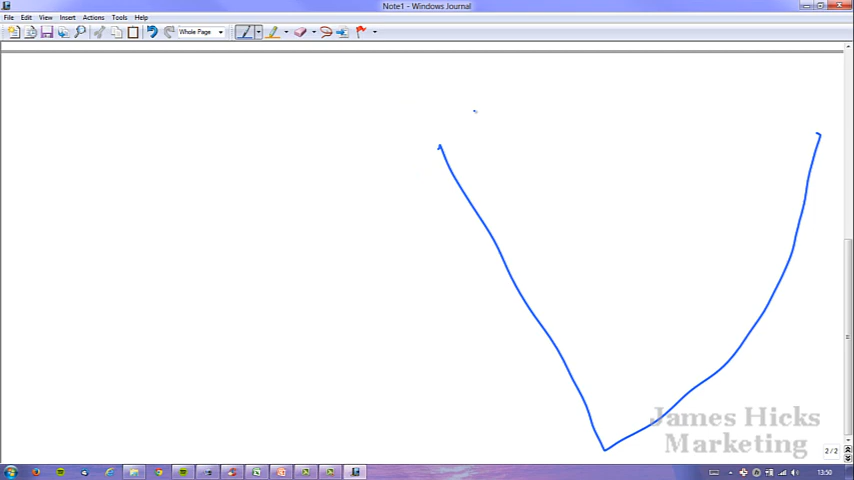 Note1 - Windows Journal
File Edit View Insert Actions Tools Help
Whole Page
James Hicks
Marketing
2 / 2
13:50